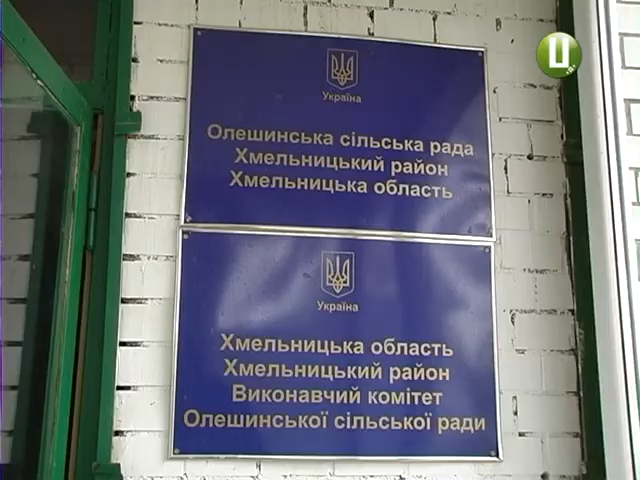 Ц
Україна
Олешинська сільська рада
Хмельницький район
Хмельницька область
Україна
Хмельницька область
Хмельницький район
Виконавчий комітет
Олешинської сільської ради